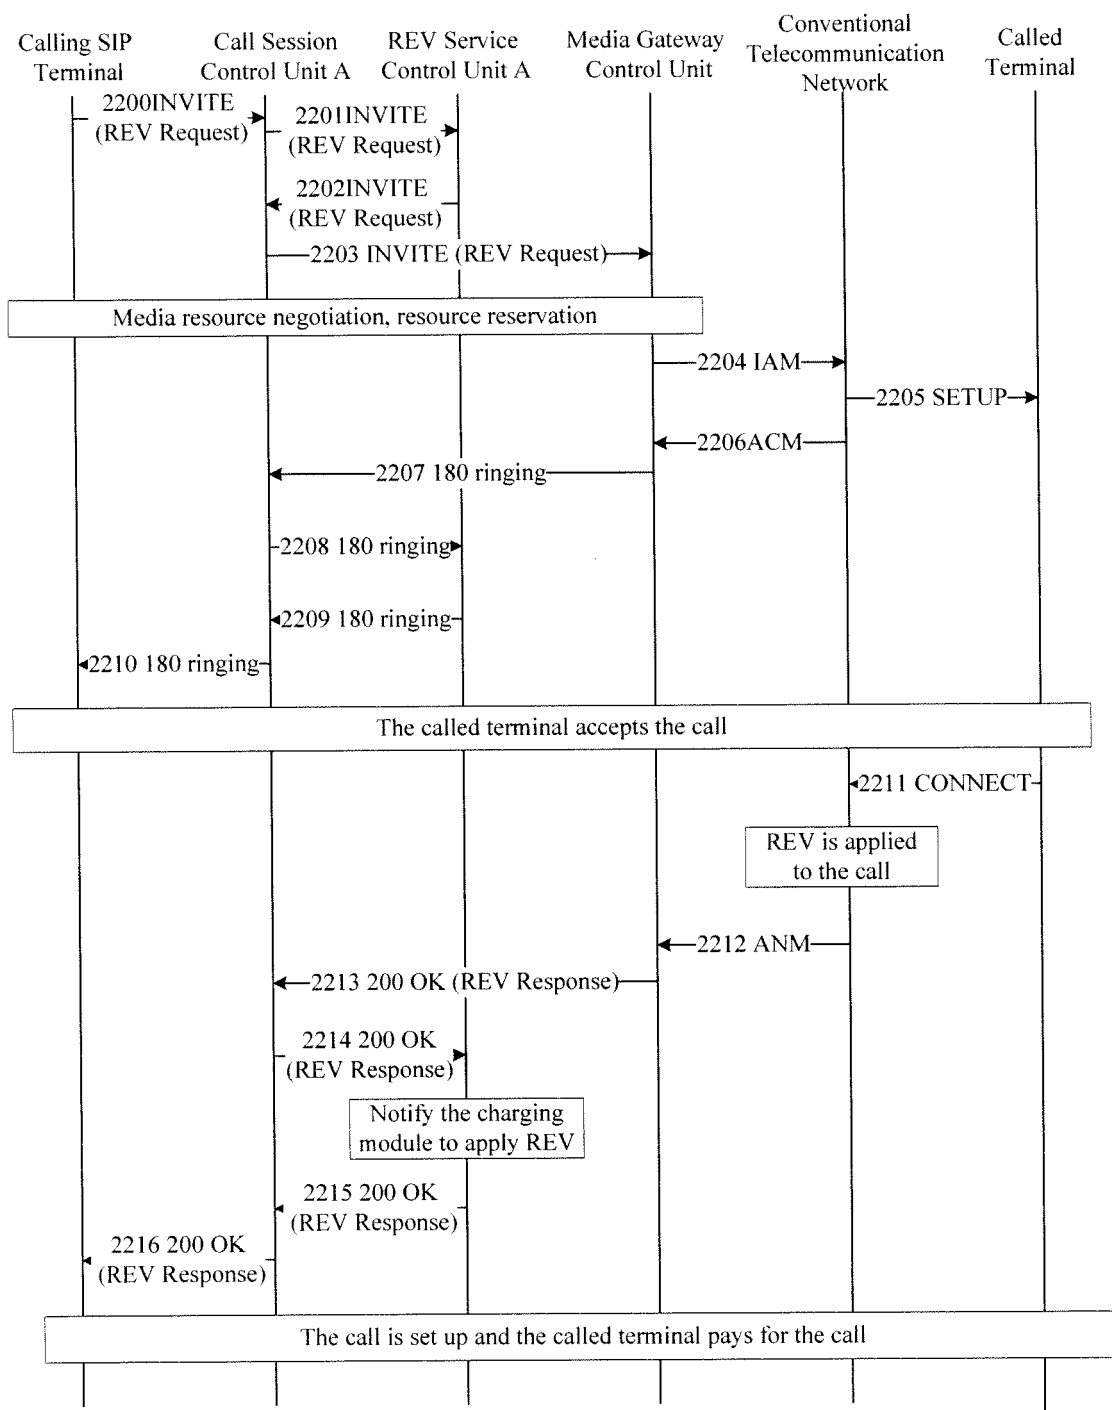 Calling SIP
Terminal
Call Session
Control Unit A
REV Service
Control Unit A
Media Gateway
Control Unit
Conventional
Telecommunication
Network
Called
Terminal
2200INVITE
(REV Request)
2201INVITE
(REV Request)
2202INVITE
(REV Request)
2203 INVITE (REV Request)
Media resource negotiation, resource reservation
2204 IAM
2205 SETUP
2206ACM
2207 180 ringing
2208 180 ringing
2209 180 ringing
2210 180 ringing
The called terminal accepts the call
2211 CONNECT
REV is applied
to the call
2212 ANM
2213 200 OK (REV Response)
2214 200 OK
(REV Response)
Notify the charging
module to apply REV
2215 200 OK
(REV Response)
2216 200 OK
(REV Response)
The call is set up and the called terminal pays for the call